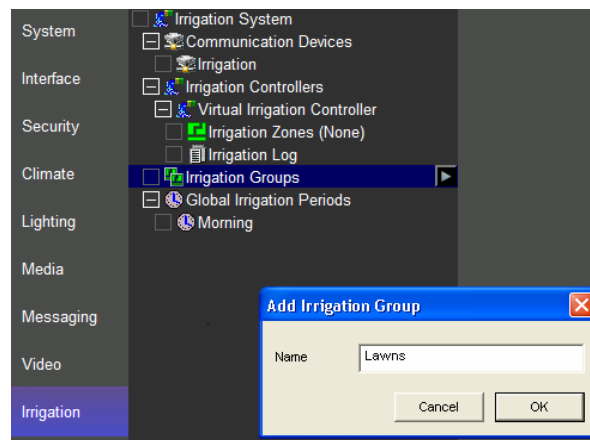 System
Interface
Security
Climate
Lighting
Media
Messaging
Video
Irrigation
Irrigation System
Communication Devices
Irrigation
Irrigation Controllers
Virtual Irrigation Controller
Irrigation Zones (None)
Irrigation Log
Irrigation Groups
Global Irrigation Periods
Morning
Add Irrigation Group
Name Lawns
Cancel OK